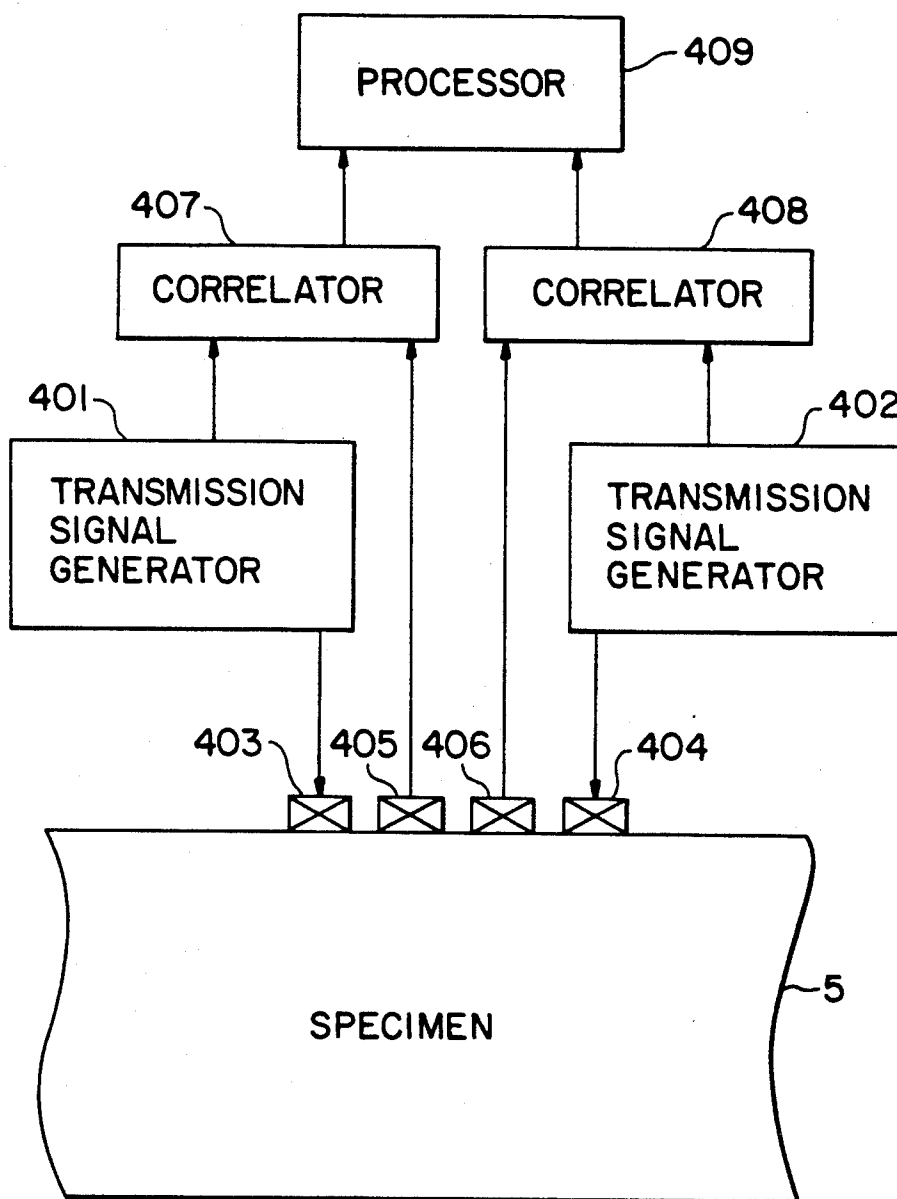 PROCESSOR
409
407
408
CORRELATOR
CORRELATOR
401
402
TRANSMISSION
SIGNAL
GENERATOR
TRANSMISSION
SIGNAL
GENERATOR
403
405
406
404
SPECIMEN
5